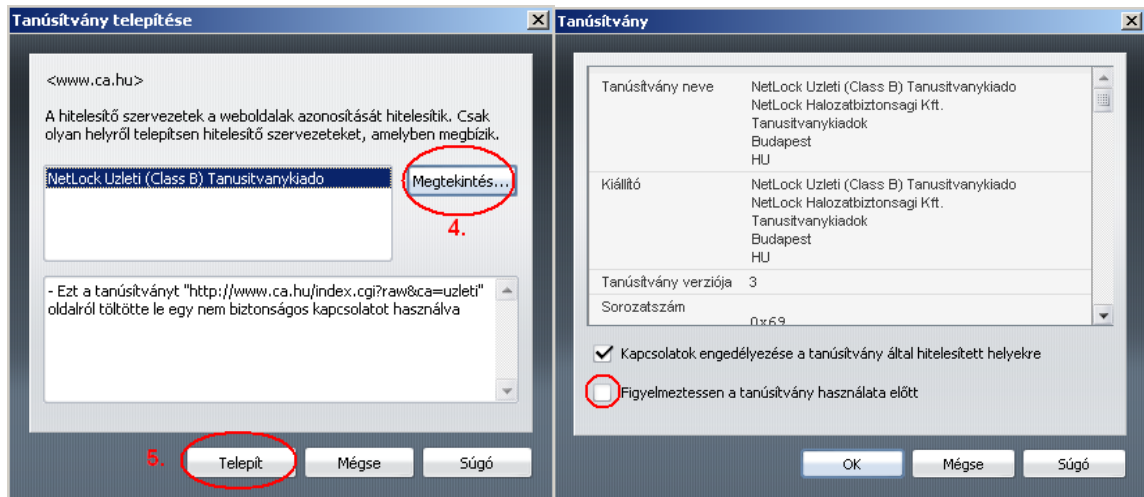 Tanúsítvány telepítése
<www.ca.hu>
A hitelesítő szervezetek a weboldalak azonosítását hitelesítik. Csak
olyan helyről telepítsen hitelesítő szervezeteket, amelyben megbízik.
NetLock Uzleti (Class B) Tanusitvanykiado
Megtekintés...
4.
- Ezt a tanúsítványt "http://www.ca.hu/index.cgi?raw&ca=uzleti"
oldalról töltötte le egy nem biztonságos kapcsolatot használva
5.
Telepít
Mégse
Súgó
Tanúsítvány
Tanúsítvány neve
NetLock Uzleti (Class B) Tanusitvanykiado
NetLock Halozatbiztonsagi Kft.
Tanusitvanykiadok
Budapest
HU
Kiállító
NetLock Uzleti (Class B) Tanusitvanykiado
NetLock Halozatbiztonsagi Kft.
Tanusitvanykiadok
Budapest
HU
Tanúsítvány verziója 3
Sorozatszám
0x69
Kapcsolatok engedélyezése a tanúsítvány által hitelesített helyekre
Figyelmeztessen a tanúsítvány használata előtt
OK
Mégse
Súgó